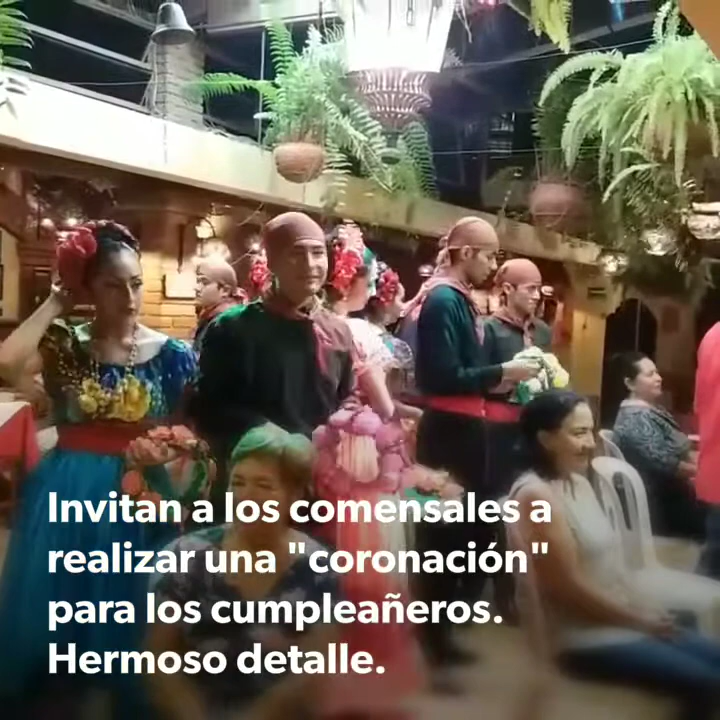 Invitan a los comensales a
realizar una "coronación"
para los cumpleañeros.
Hermoso detalle.